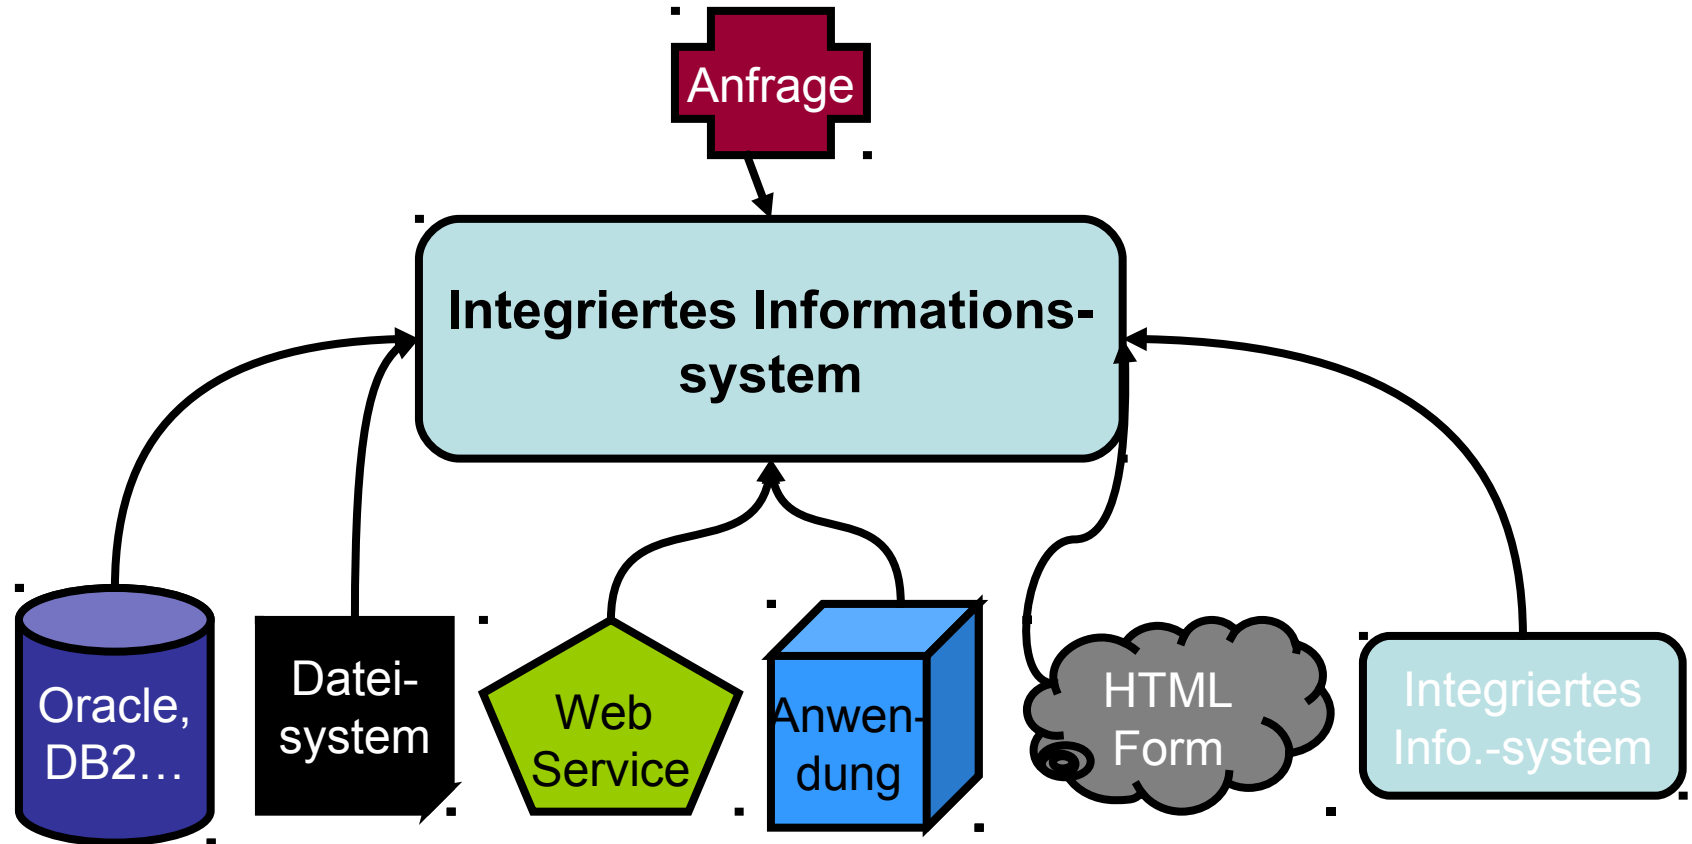 Anfrage
Integriertes Informations-
system
Oracle,
DB2…
Datei-
system
Web
Service
Anwen-
dung
HTML
Form
Integriertes
Info.-system